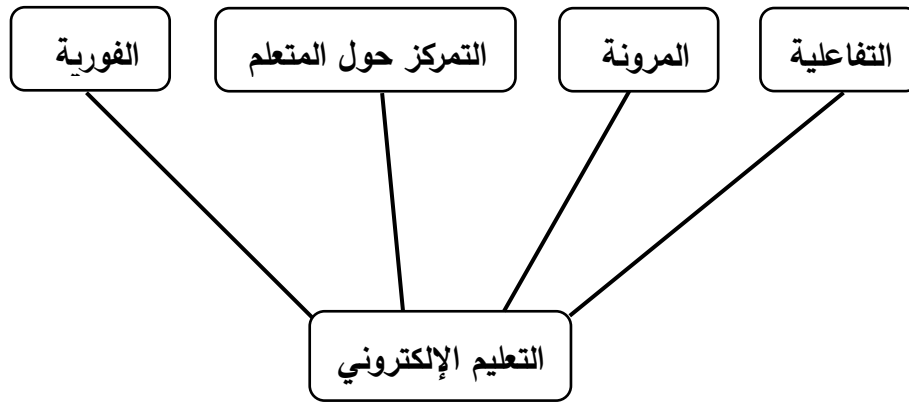 التفاعلية
المرونة
التمركز حول المتعلم
الفورية
التعليم الإلكتروني